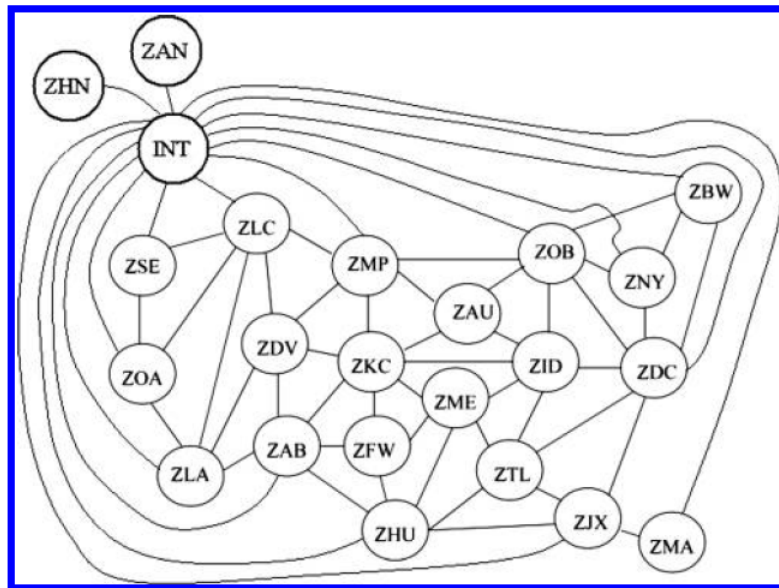 ZAN
ZHN
INT
ZBW
ZLC
ZSE
ZMP
ZOB
ZNY
ZAU
ZDV
ZKC
ZID
ZDC
ZOA
ZME
ZAB
ZFW
ZLA
ZTL
ZHU
ZJX
ZMA